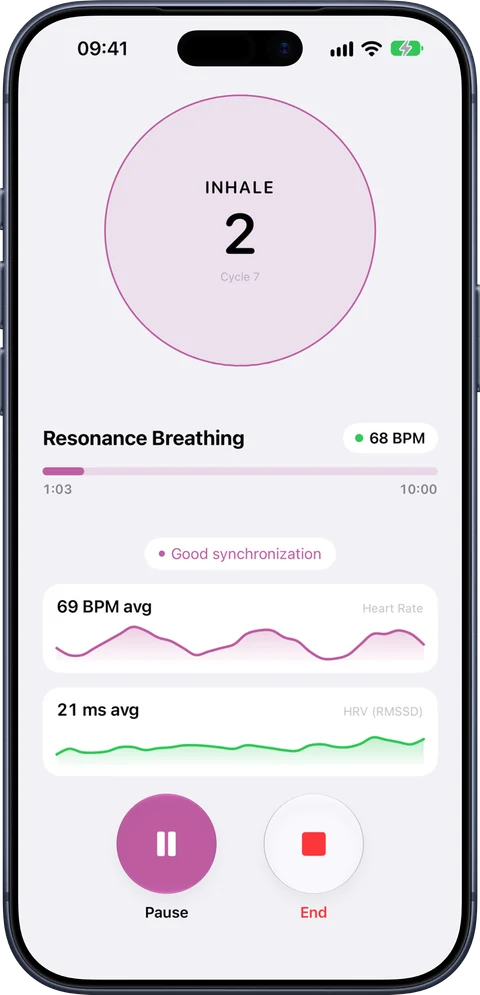 09:41
INHALE
2
Cycle 7
Resonance Breathing
68 BPM
1:03
10:00
Good synchronization
69 BPM avg
Heart Rate
21 ms avg
HRV (RMSSD)
Pause
End